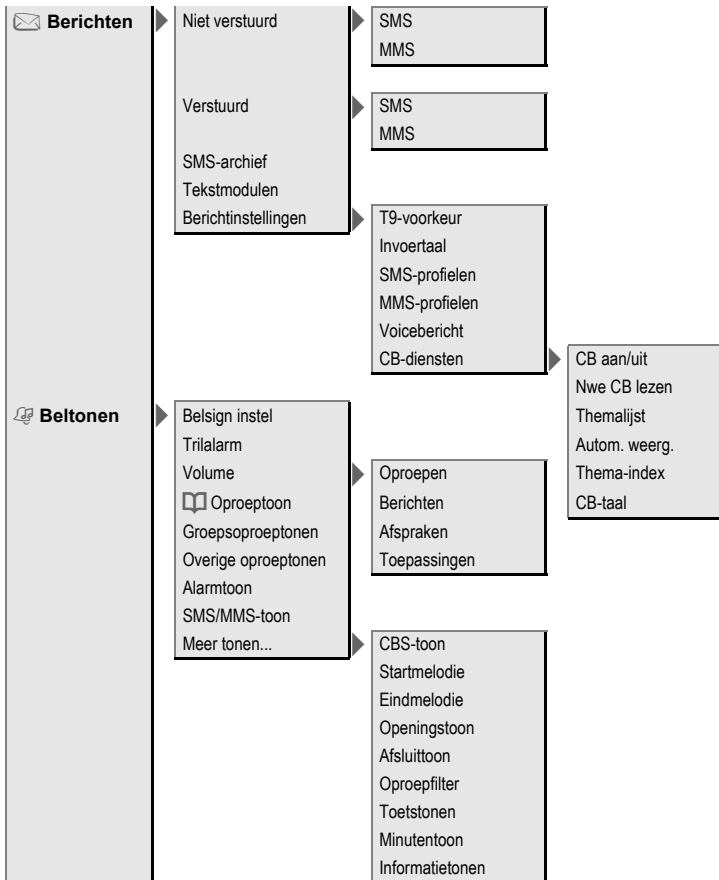 Berichten
Niet verstuurd
SMS
MMS
Verstuurd
SMS
MMS
SMS-archief
Tekstmodulen
Berichtinstellingen
T9-voorkeur
Invoertaal
SMS-profielen
MMS-profielen
Voicebericht
CB-diensten
CB aan/uit
Nwe CB lezen
Themalijst
Autom. weerg.
Thema-index
CB-taal
Beltonen
Belsign instel
Trilalarm
Volume
Oproepen
Berichten
Afspraken
Toepassingen
Oproeptoon
Groepsoproeptonen
Overige oproeptonen
Alarmtoon
SMS/MMS-toon
Meer tonen...
CBS-toon
Startmelodie
Eindmelodie
Openingstoon
Afsluittoon
Oproepfilter
Toetstonen
Minutentoon
Informatietonen